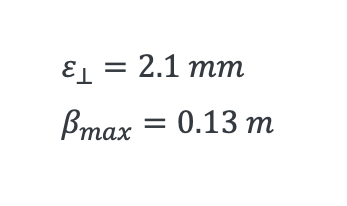 ε⊥ = 2.1 mm
βmax = 0.13 m